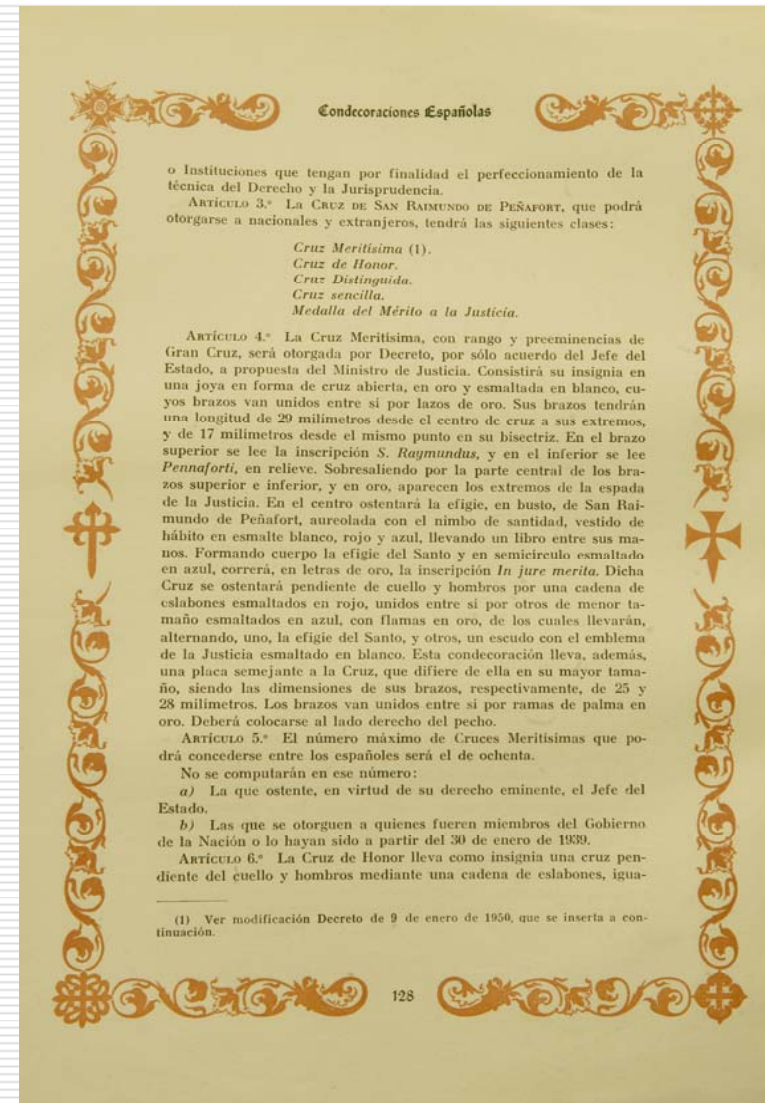 Condecoraciones Españolas
o Instituciones que tengan por finalidad el perfeccionamiento de la
técnica del Derecho y la Jurisprudencia.
Artículo 3.º La Cruz de San Raimundo de Peñafort, que podrá
otorgarse a nacionales y extranjeros, tendrá las siguientes clases:
Cruz Meritísima (1).
Cruz de Honor.
Cruz Distinguida.
Cruz sencilla.
Medalla del Mérito a la Justicia.
Artículo 4.º La Cruz Meritísima, con rango y preeminencias de
Gran Cruz, será otorgada por Decreto, por sólo acuerdo del Jefe del
Estado, a propuesta del Ministro de Justicia. Consistirá su insignia en
una joya en forma de cruz abierta, en oro y esmaltada en blanco, cu-
yos brazos van unidos entre sí por lazos de oro. Sus brazos tendrán
una longitud de 29 milímetros desde el centro de cruz a sus extremos,
y de 17 milímetros desde el mismo punto en su bisectriz. En el brazo
superior se lee la inscripción S. Raymundus, y en el inferior se lee
Pennaforti, en relieve. Sobresaliendo por la parte central de los bra-
zos superior e inferior, y en oro, aparecen los extremos de la espada
de la Justicia. En el centro ostentará la efigie, en busto, de San Rai-
mundo de Peñafort, aureolada con el nimbo de santidad, vestido de
hábito en esmalte blanco, rojo y azul, llevando un libro entre sus ma-
nos. Formando cuerpo la efigie del Santo y en semicírculo esmaltado
en azul, correrá, en letras de oro, la inscripción In jure merita. Dicha
Cruz se ostentará pendiente de cuello y hombros por una cadena de
eslabones esmaltados en rojo, unidos entre sí por otros de menor ta-
maño esmaltados en azul, con flamas en oro, de los cuales llevarán,
alternando, uno, la efigie del Santo, y otros, un escudo con el emblema
de la Justicia esmaltado en blanco. Esta condecoración lleva, además,
una placa semejante a la Cruz, que difiere de ella en su mayor tama-
ño, siendo las dimensiones de sus brazos, respectivamente, de 25 y
28 milímetros. Los brazos van unidos entre sí por ramas de palma en
oro. Deberá colocarse al lado derecho del pecho.
Artículo 5.º El número máximo de Cruces Meritísimas que po-
drá concederse entre los españoles será el de ochenta.
No se computarán en ese número:
a) La que ostente, en virtud de su derecho eminente, el Jefe del
Estado.
b) Las que se otorguen a quienes fueren miembros del Gobierno
de la Nación o lo hayan sido a partir del 30 de enero de 1939.
Artículo 6.º La Cruz de Honor lleva como insignia una cruz pen-
diente del cuello y hombros mediante una cadena de eslabones, igua-
(1) Ver modificación Decreto de 9 de enero de 1950, que se inserta a con-
tinuación.
128